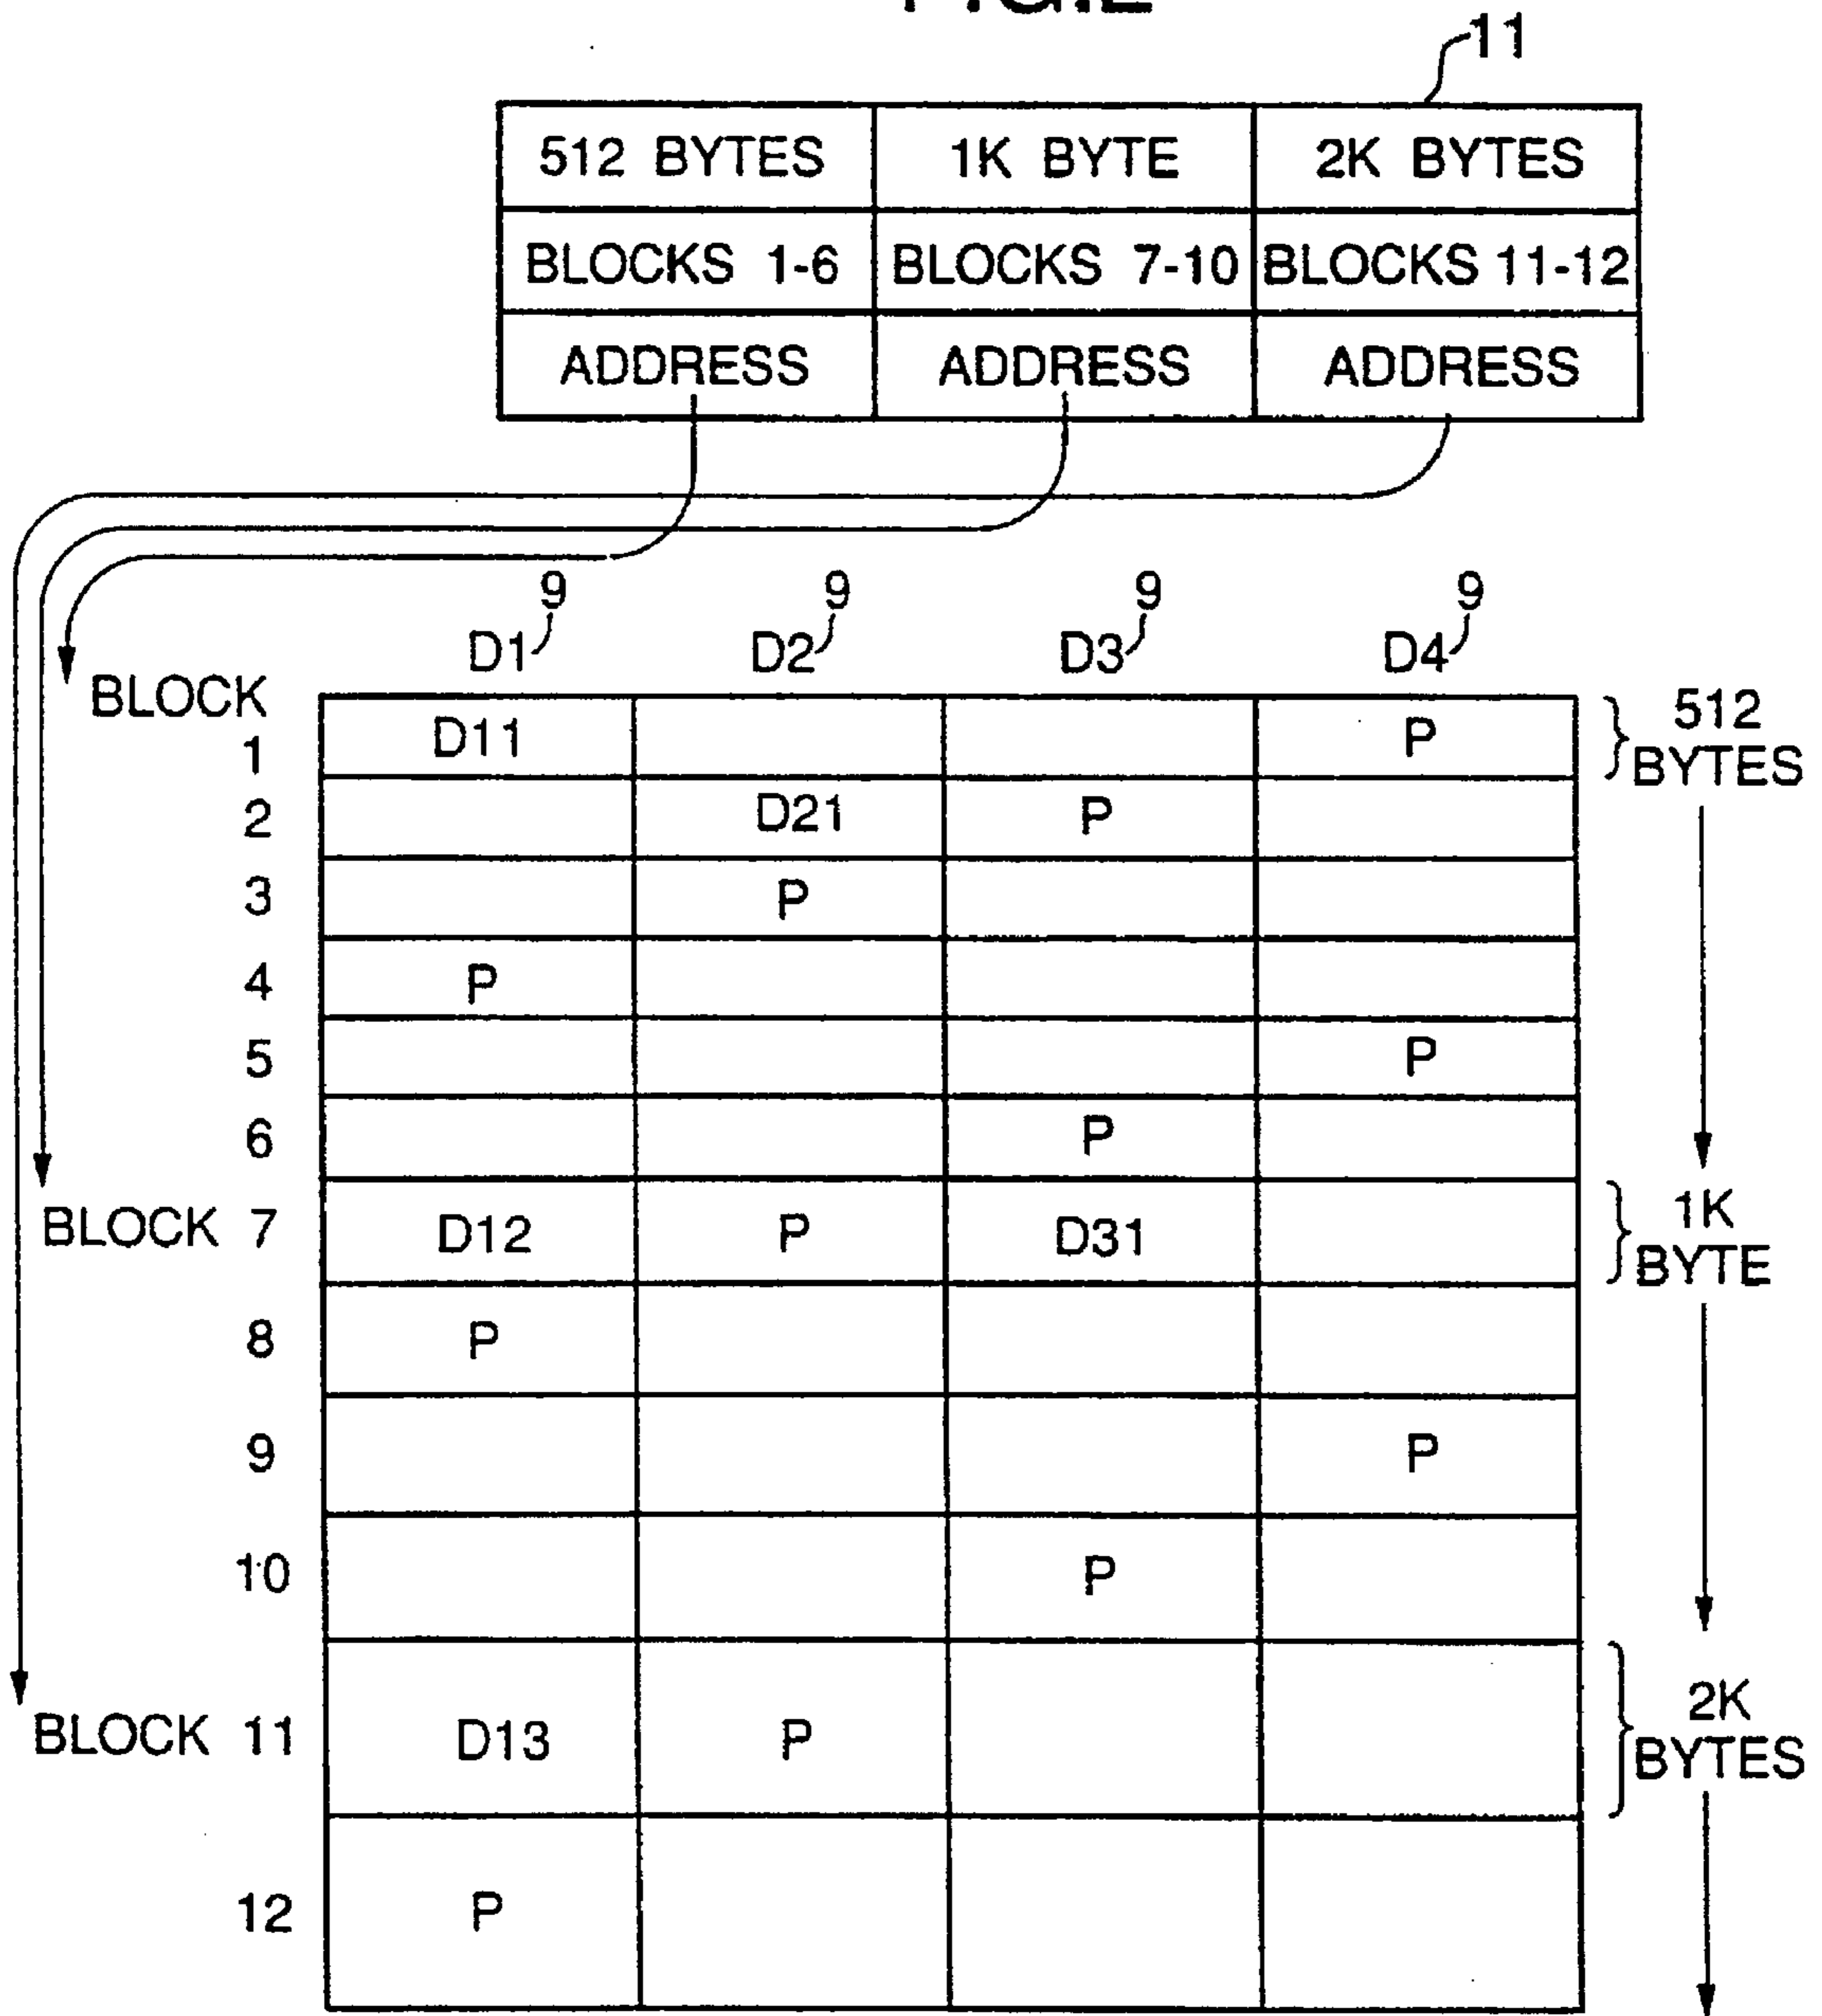 11
512 BYTES 1K BYTE 2K BYTES
BLOCKS 1-6 BLOCKS 7-10 BLOCKS 11-12
ADDRESS ADDRESS ADDRESS
9 9 9 9
D1 D2 D3 D4
BLOCK
1 D11 P 512 BYTES
2 D21 P
3 P
4 P
5 P
6 P
BLOCK 7 D12 P D31 1K BYTE
8 P
9 P
10 P
BLOCK 11 D13 P 2K BYTES
12 P